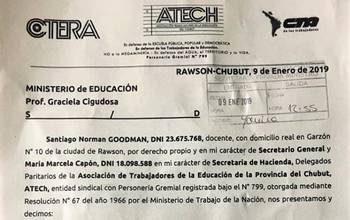 CTERA
ATECH
CTA
de los trabajadores
En defensa de la ESCUELA PÚBLICA, POPULAR y DEMOCRÁTICA
En defensa de los Trabajadores de la Educación.
NO a la MEGAMINERÍA - En defensa del AGUA, el TERRITORIO y la VIDA.
Personería Gremial N° 799
RAWSON-CHUBUT, 9 de Enero de 2019
MINISTERIO de EDUCACIÓN
Prof. Graciela Cigudosa
S / D
SALIDA
09 ENE 2019
12:55
Santiago Norman GOODMAN, DNI 23.675.768, docente, con domicilio real en Garzón
N° 10 de la ciudad de Rawson, por derecho propio y en mi carácter de Secretario General y
María Marcela Capón, DNI 18.098.588 en mi carácter de Secretaria de Hacienda, Delegados
Paritarios de la Asociación de Trabajadores de la Educación de la Provincia del Chubut,
ATECH, entidad sindical con Personería Gremial registrada bajo el N° 799, otorgada mediante
Resolución N° 67 del año 1966 por el Ministerio de Trabajo de la Nación, nos presentamos y
decimos: